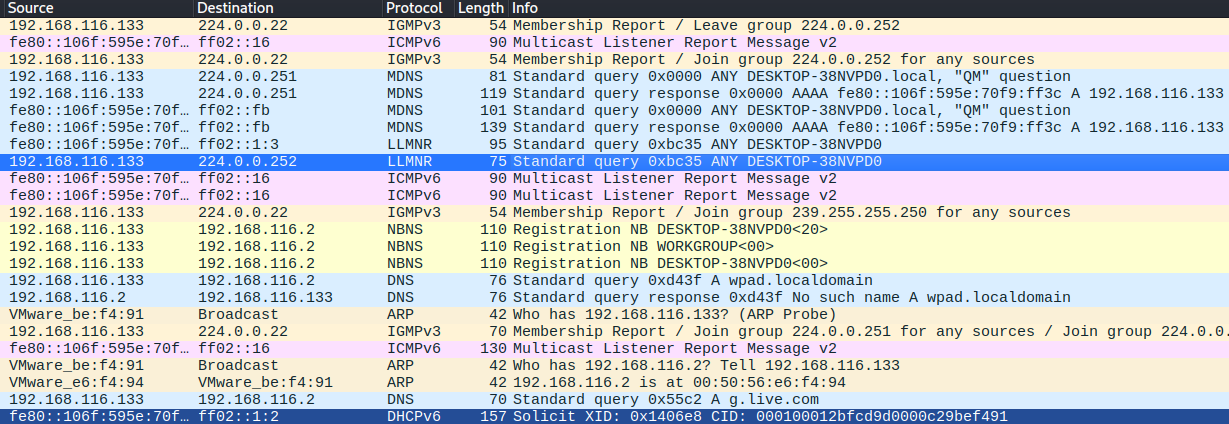 Source Destination Protocol Length Info
192.168.116.133 224.0.0.22 IGMPv3 54 Membership Report / Leave group 224.0.0.252
fe80::106f:595e:70f… ff02::16 ICMPv6 90 Multicast Listener Report Message v2
192.168.116.133 224.0.0.22 IGMPv3 54 Membership Report / Join group 224.0.0.252 for any sources
192.168.116.133 224.0.0.251 MDNS 81 Standard query 0x0000 ANY DESKTOP-38NVPD0.local, "QM" question
192.168.116.133 224.0.0.251 MDNS 119 Standard query response 0x0000 AAAA fe80::106f:595e:70f9:ff3c A 192.168.116.133
fe80::106f:595e:70f… ff02::fb MDNS 101 Standard query 0x0000 ANY DESKTOP-38NVPD0.local, "QM" question
fe80::106f:595e:70f… ff02::fb MDNS 139 Standard query response 0x0000 AAAA fe80::106f:595e:70f9:ff3c A 192.168.116.133
fe80::106f:595e:70f… ff02::1:3 LLMNR 95 Standard query 0xbc35 ANY DESKTOP-38NVPD0
192.168.116.133 224.0.0.252 LLMNR 75 Standard query 0xbc35 ANY DESKTOP-38NVPD0
fe80::106f:595e:70f… ff02::16 ICMPv6 90 Multicast Listener Report Message v2
fe80::106f:595e:70f… ff02::16 ICMPv6 90 Multicast Listener Report Message v2
192.168.116.133 224.0.0.22 IGMPv3 54 Membership Report / Join group 239.255.255.250 for any sources
192.168.116.133 192.168.116.2 NBNS 110 Registration NB DESKTOP-38NVPD0<20>
192.168.116.133 192.168.116.2 NBNS 110 Registration NB WORKGROUP<00>
192.168.116.133 192.168.116.2 NBNS 110 Registration NB DESKTOP-38NVPD0<00>
192.168.116.133 192.168.116.2 DNS 76 Standard query 0xd43f A wpad.localdomain
192.168.116.2 192.168.116.133 DNS 76 Standard query response 0xd43f No such name A wpad.localdomain
VMware_be:f4:91 Broadcast ARP 42 Who has 192.168.116.133? (ARP Probe)
192.168.116.133 224.0.0.22 IGMPv3 70 Membership Report / Join group 224.0.0.251 for any sources / Join group 224.0.0.
fe80::106f:595e:70f… ff02::16 ICMPv6 130 Multicast Listener Report Message v2
VMware_be:f4:91 Broadcast ARP 42 Who has 192.168.116.2? Tell 192.168.116.133
VMware_e6:f4:94 VMware_be:f4:91 ARP 42 192.168.116.2 is at 00:50:56:e6:f4:94
192.168.116.133 192.168.116.2 DNS 70 Standard query 0x55c2 A g.live.com
fe80::106f:595e:70f… ff02::1:2 DHCPv6 157 Solicit XID: 0x1406e8 CID: 000100012bfcd9d0000c29bef491